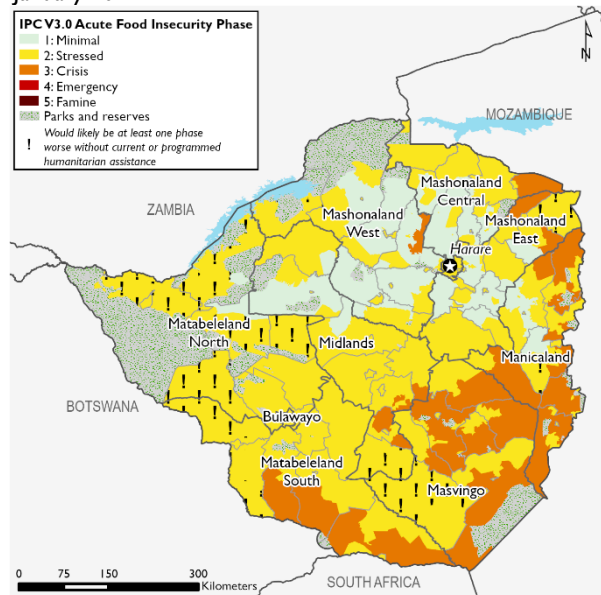 IPC V3.0 Acute Food Insecurity Phase
1: Minimal
2: Stressed
3: Crisis
4: Emergency
5: Famine
Parks and reserves
! Would likely be at least one phase
worse without current or programmed
humanitarian assistance
N
MOZAMBIQUE
ZAMBIA
Mashonaland
Central
Mashonaland
West
Mashonaland
East
Harare
Matabeleland
North
Midlands
Manicaland
BOTSWANA
Bulawayo
Matabeleland
South
Masvingo
0 75 150 300
Kilometers
SOUTH AFRICA